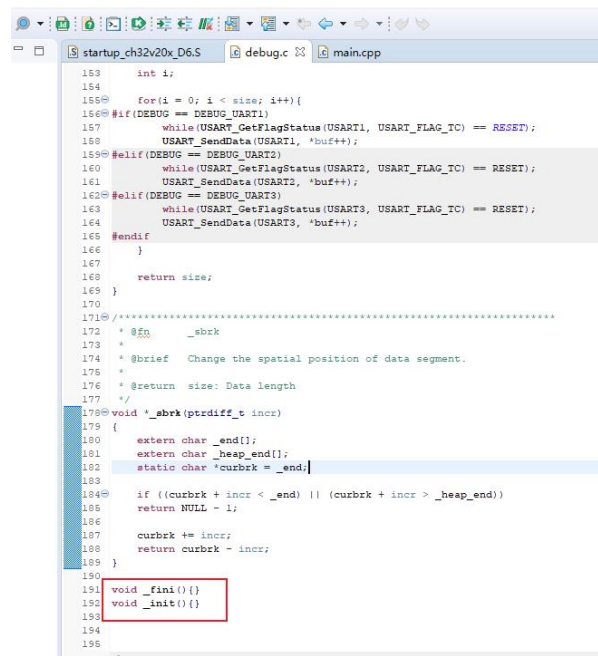 startup_ch32v20x_D6.S debug.c main.cpp
153 int i;
154
155 for(i = 0; i < size; i++){
156 #if(DEBUG == DEBUG_UART1)
157 while(USART_GetFlagStatus(USART1, USART_FLAG_TC) == RESET);
158 USART_SendData(USART1, *buf++);
159 #elif(DEBUG == DEBUG_UART2)
160 while(USART_GetFlagStatus(USART2, USART_FLAG_TC) == RESET);
161 USART_SendData(USART2, *buf++);
162 #elif(DEBUG == DEBUG_UART3)
163 while(USART_GetFlagStatus(USART3, USART_FLAG_TC) == RESET);
164 USART_SendData(USART3, *buf++);
165 #endif
166 }
167
168 return size;
169 }
170
171 /*********************************************************************
172 * @fn _sbrk
173 *
174 * @brief Change the spatial position of data segment.
175 *
176 * @return size: Data length
177 */
178 void *_sbrk(ptrdiff_t incr)
179 {
180 extern char _end[];
181 extern char _heap_end[];
182 static char *curbrk = _end;
183
184 if ((curbrk + incr < _end) || (curbrk + incr > _heap_end))
185 return NULL - 1;
186
187 curbrk += incr;
188 return curbrk - incr;
189 }
190
191 void _fini(){}
192 void _init(){}
193
194
195